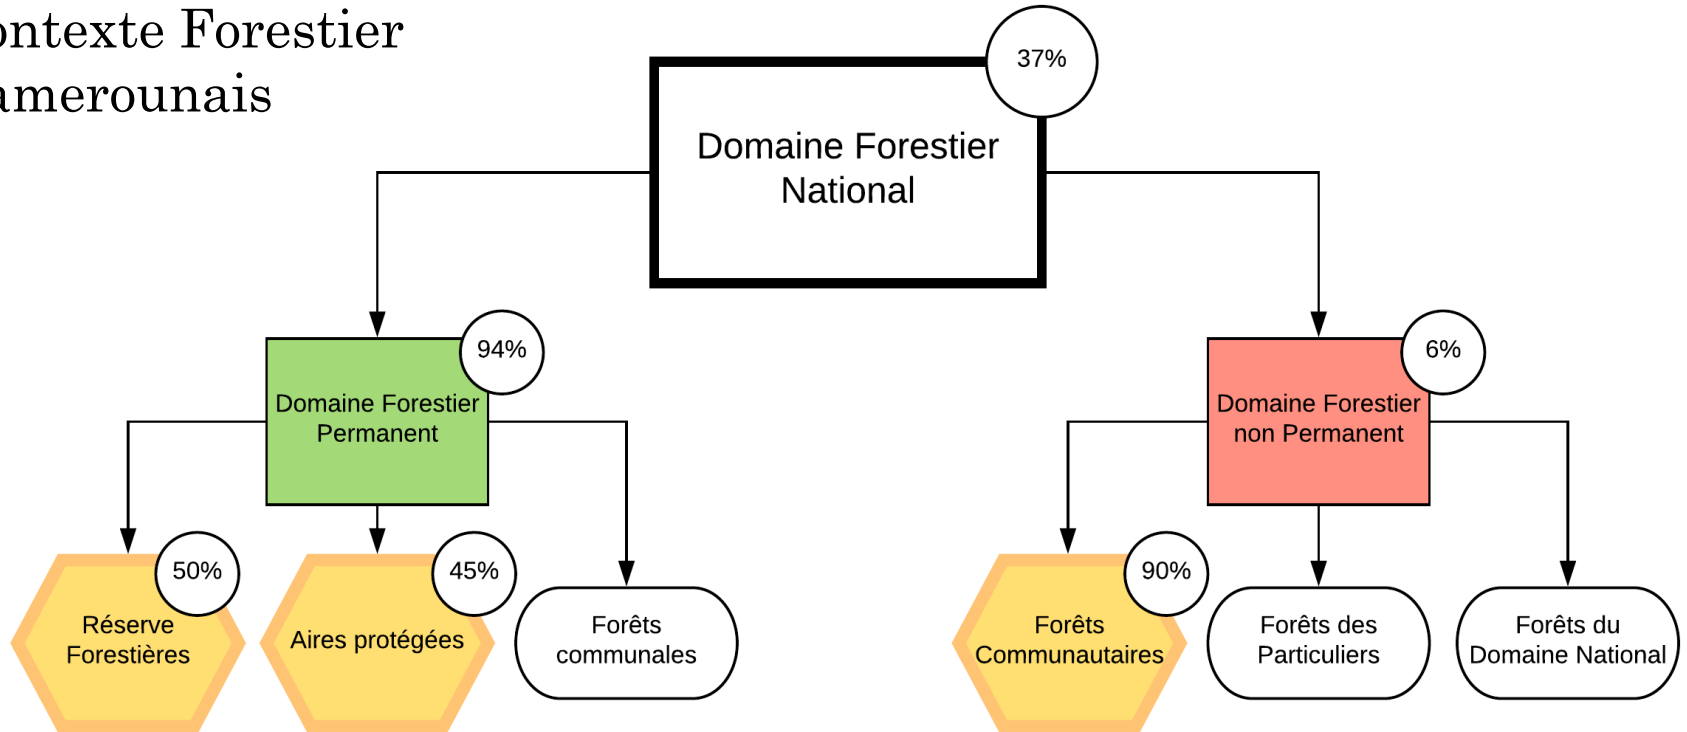 ontexte Forestier
amerounais
37%
Domaine Forestier
National
94%
Domaine Forestier
Permanent
6%
Domaine Forestier
non Permanent
50%
Réserve
Forestières
45%
Aires protégées
Forêts
communales
90%
Forêts
Communautaires
Forêts des
Particuliers
Forêts du
Domaine National